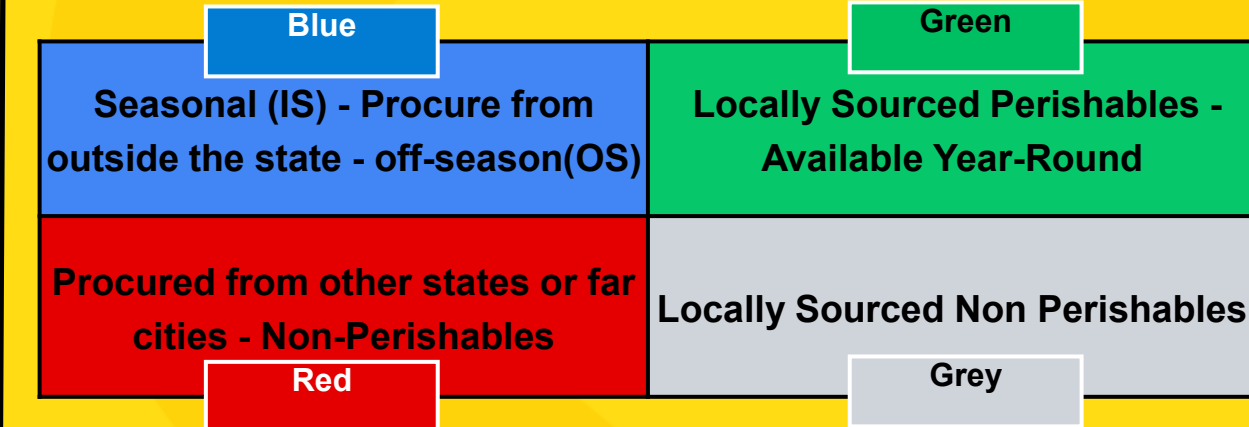 Blue
Green
Seasonal (IS) - Procure from
outside the state - off-season(OS)
Locally Sourced Perishables -
Available Year-Round
Procured from other states or far
cities - Non-Perishables
Locally Sourced Non Perishables
Red
Grey